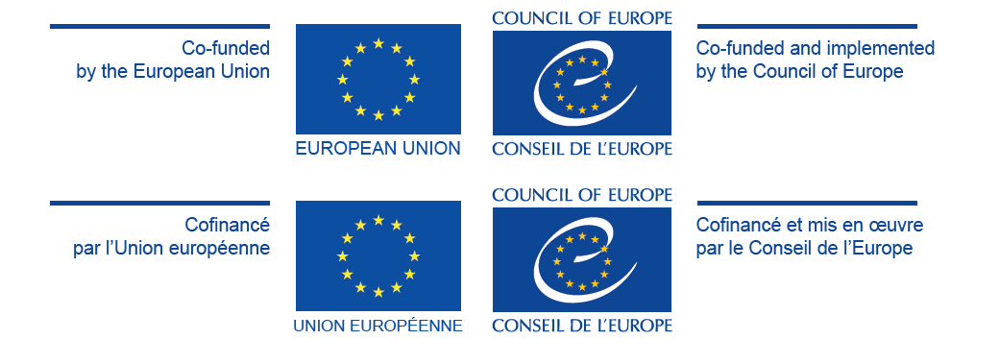 COUNCIL OF EUROPE
Co-funded
by the European Union
Co-funded and implemented
by the Council of Europe
EUROPEAN UNION
CONSEIL DE L'EUROPE
COUNCIL OF EUROPE
Cofinancé
par l’Union européenne
Cofinancé et mis en œuvre
par le Conseil de l’Europe
UNION EUROPÉENNE
CONSEIL DE L'EUROPE